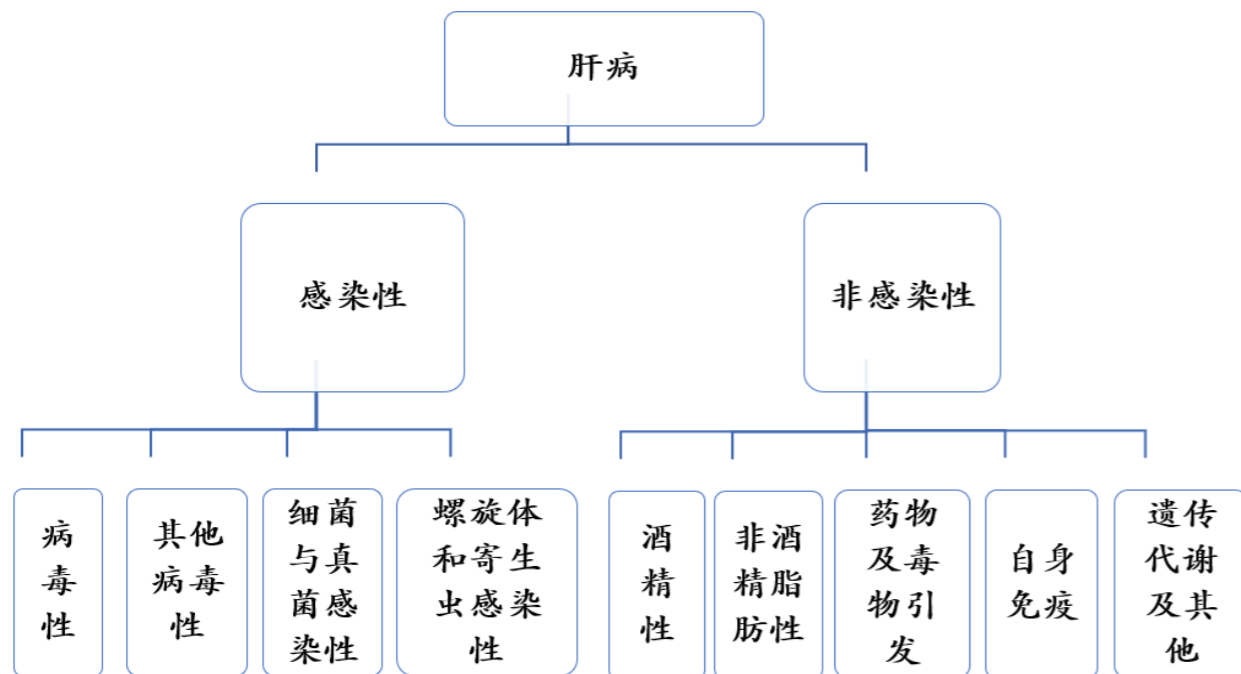 肝病
感染性
非感染性
病
毒
性
其他
病毒
性
细菌
与真
菌感
染性
螺旋体
和寄生
虫感染
性
酒
精
性
非酒
精脂
肪性
药物
及毒
物引
发
自身
免疫
遗传
代谢
及其
他